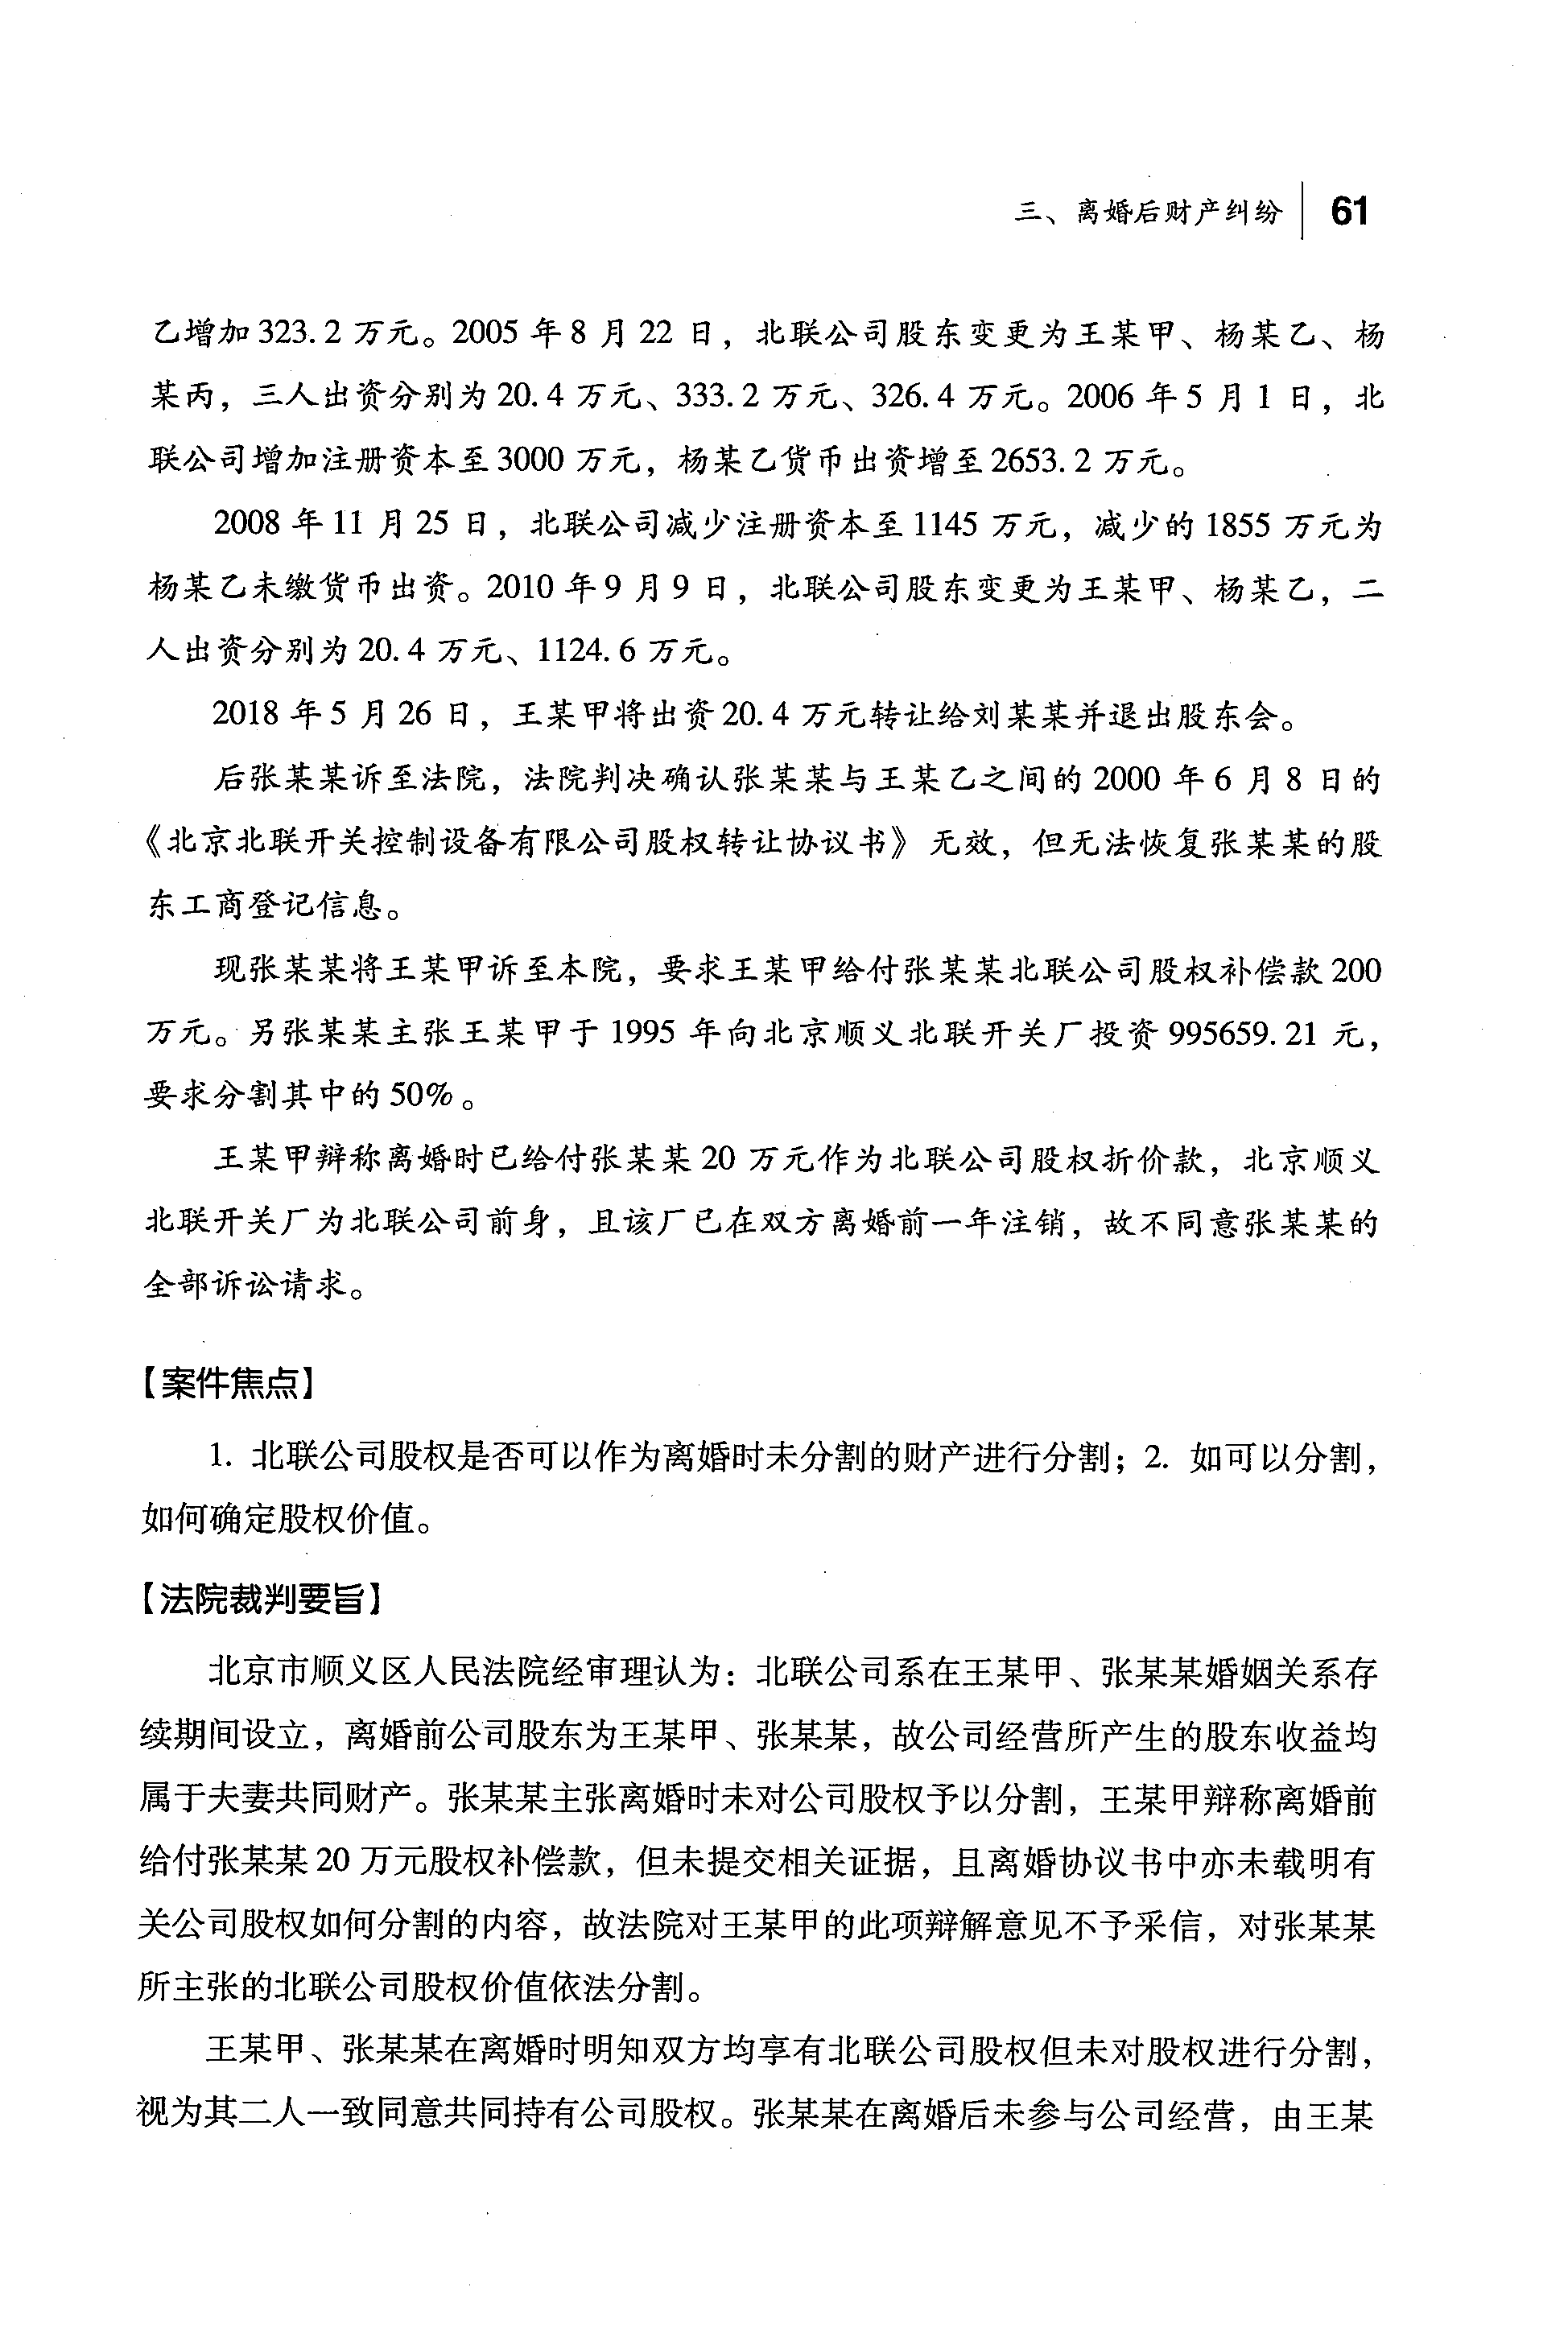 三、离婚后财产纠纷 61
乙增加323.2万元。2005年8月22日，北联公司股东变更为王某甲、杨某乙、杨
某丙，三人出资分别为20.4万元、333.2万元、326.4万元。2006年5月1日，北
联公司增加注册资本至3000万元，杨某乙货币出资增至2653.2万元。
2008年11月25日，北联公司减少注册资本至1145万元，减少的1855万元为
杨某乙未缴货币出资。2010年9月9日，北联公司股东变更为王某甲、杨某乙，二
人出资分别为20.4万元、1124.6万元。
2018年5月26日，王某甲将出资20.4万元转让给刘某某并退出股东会。
后张某某诉至法院，法院判决确认张某某与王某乙之间的2000年6月8日的
《北京北联开关控制设备有限公司股权转让协议书》无效，但无法恢复张某某的股
东工商登记信息。
现张某某将王某甲诉至本院，要求王某甲给付张某某北联公司股权补偿款200
万元。另张某某主张王某甲于1995年向北京顺义北联开关厂投资995659.21元，
要求分割其中的50%。
王某甲辩称离婚时已给付张某某20万元作为北联公司股权折价款，北京顺义
北联开关厂为北联公司前身，且该厂已在双方离婚前一年注销，故不同意张某某的
全部诉讼请求。
【案件焦点】
1. 北联公司股权是否可以作为离婚时未分割的财产进行分割；2. 如可以分割，
如何确定股权价值。
【法院裁判要旨】
北京市顺义区人民法院经审理认为：北联公司系在王某甲、张某某婚姻关系存
续期间设立，离婚前公司股东为王某甲、张某某，故公司经营所产生的股东收益均
属于夫妻共同财产。张某某主张离婚时未对公司股权予以分割，王某甲辩称离婚前
给付张某某20万元股权补偿款，但未提交相关证据，且离婚协议书中亦未载明有
关公司股权如何分割的内容，故法院对王某甲的此项辩解意见不予采信，对张某某
所主张的北联公司股权价值依法分割。
王某甲、张某某在离婚时明知双方均享有北联公司股权但未对股权进行分割，
视为其二人一致同意共同持有公司股权。张某某在离婚后未参与公司经营，由王某